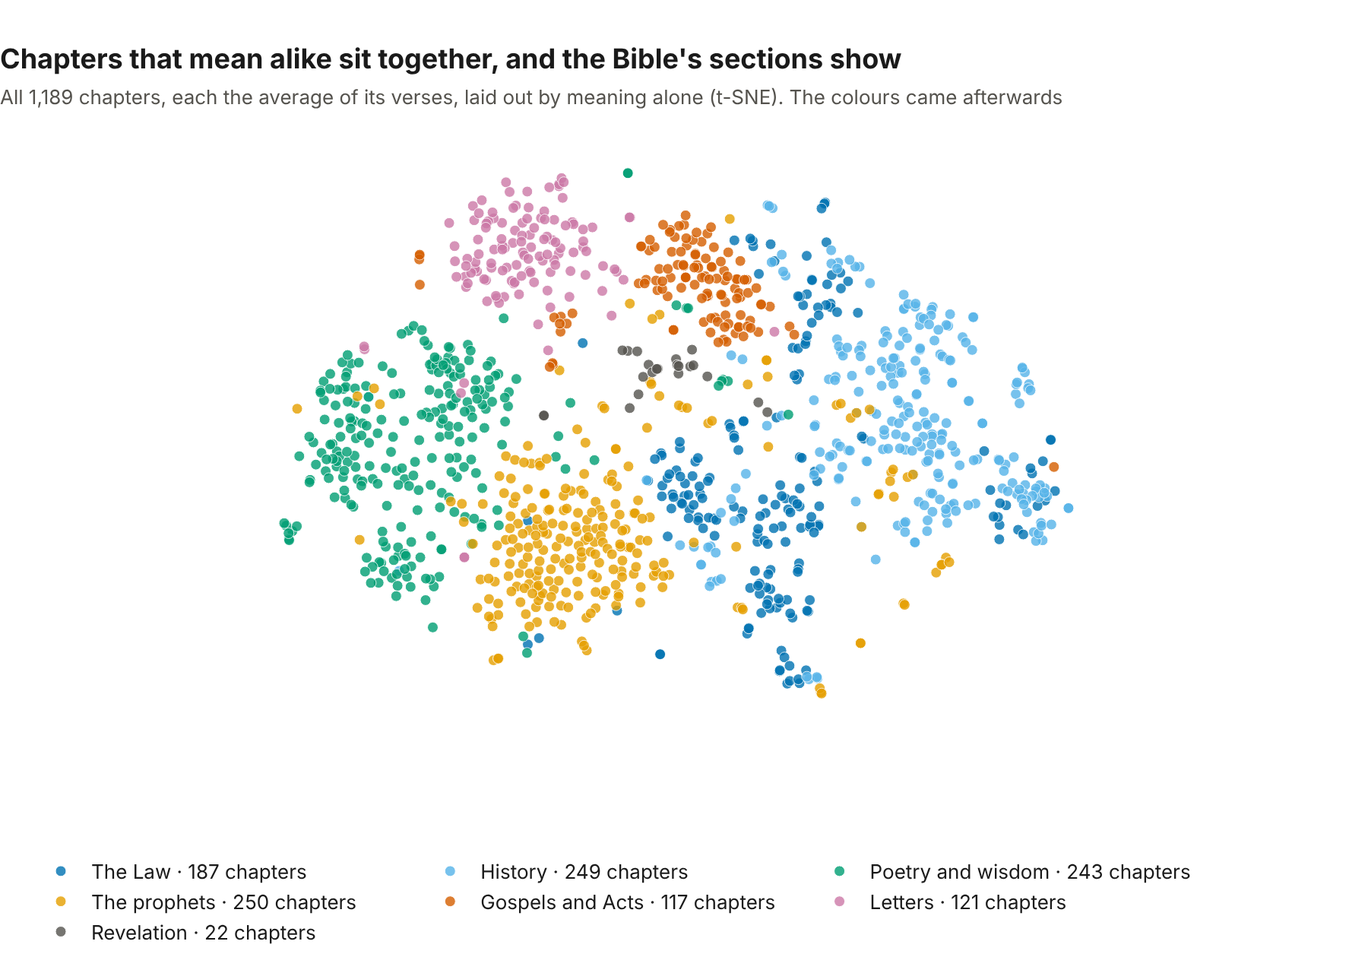 Chapters that mean alike sit together, and the Bible's sections show
All 1,189 chapters, each the average of its verses, laid out by meaning alone (t-SNE). The colours came afterwards
The Law · 187 chapters
History · 249 chapters
Poetry and wisdom · 243 chapters
The prophets · 250 chapters
Gospels and Acts · 117 chapters
Letters · 121 chapters
Revelation · 22 chapters